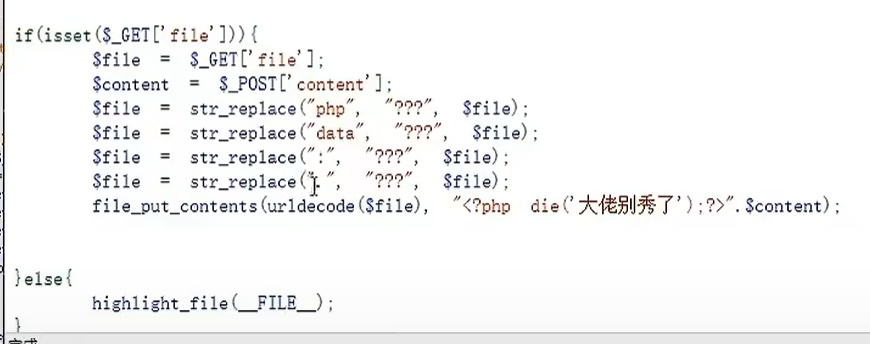 if(isset($_GET['file'])){
$file = $_GET['file'];
$content = $_POST['content'];
$file = str_replace("php", "???", $file);
$file = str_replace("data", "???", $file);
$file = str_replace(":", "???", $file);
$file = str_replace(".", "???", $file);
file_put_contents(urldecode($file), "<?php die('大佬别秀了');?>".$content);
}else{
highlight_file(__FILE__);
}